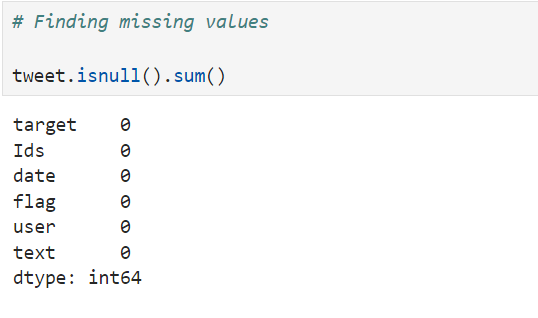 # Finding missing values
tweet.isnull().sum()
target 0
Ids 0
date 0
flag 0
user 0
text 0
dtype: int64